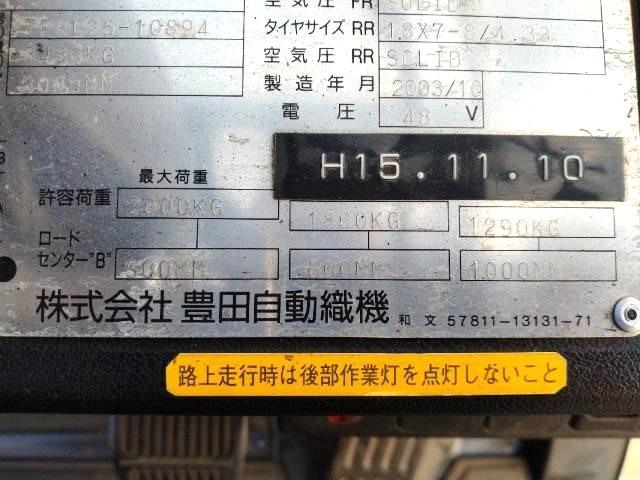 空気圧 FR SOLID
タイヤサイズ RR 18X7-8/4.33
空気圧 RR SOLID
製造年月 2003/10
電圧 48 V
H15.11.10
最大荷重
許容荷重 2000KG 1800KG 1290KG
ロード
センター"B" 500MM 600MM 1000MM
株式会社 豊田自動織機 和文 57811-13131-71
路上走行時は後部作業灯を点灯しないこと